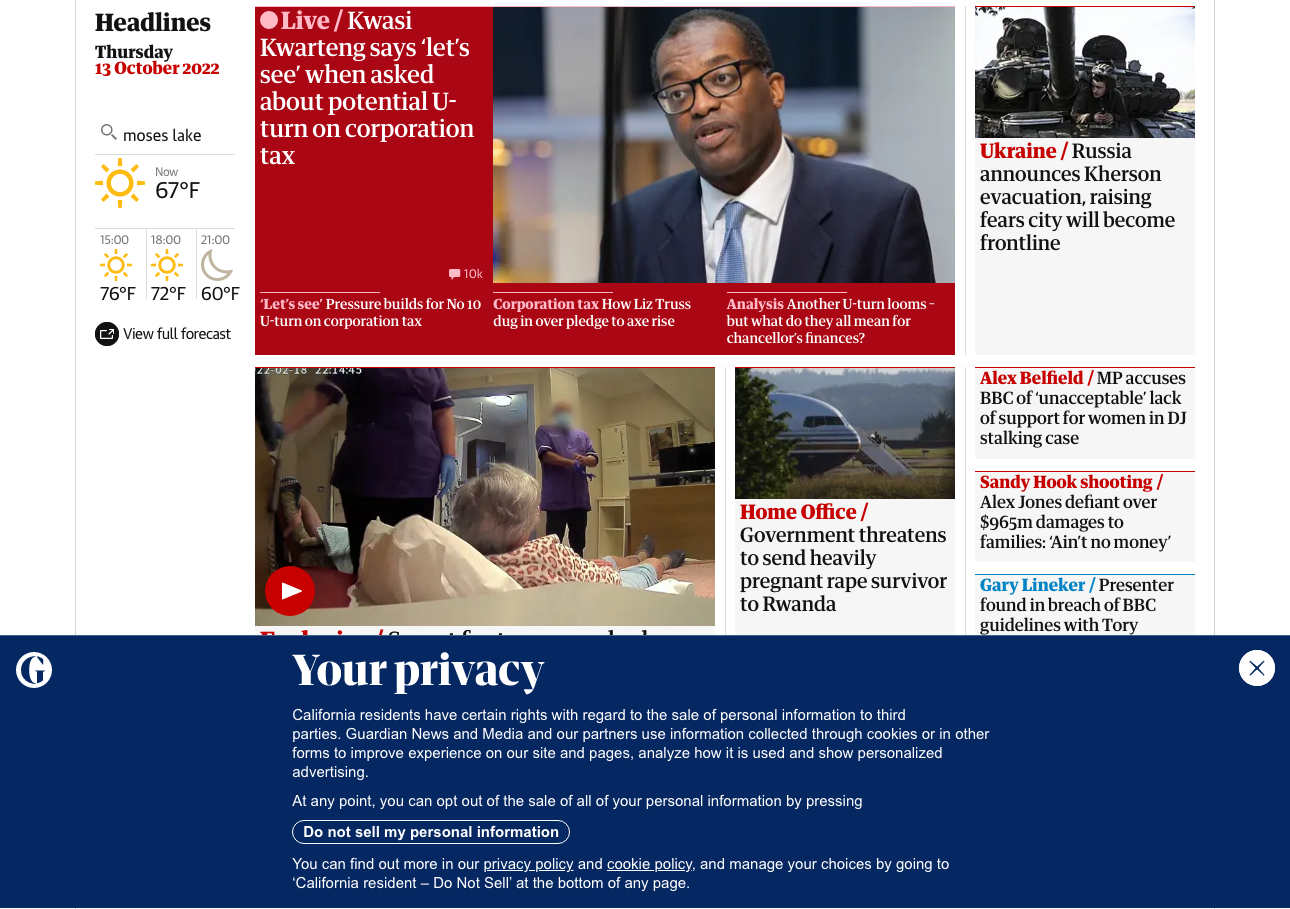 Headlines
Thursday
13 October 2022
moses lake
Now
67°F
15:00
18:00
21:00
76°F
72°F
60°F
View full forecast
Live / Kwasi
Kwarteng says ‘let’s
see’ when asked
about potential U-
turn on corporation
tax
10k
‘Let’s see’ Pressure builds for No 10
U-turn on corporation tax
Corporation tax How Liz Truss
dug in over pledge to axe rise
Analysis Another U-turn looms –
but what do they all mean for
chancellor’s finances?
Ukraine / Russia
announces Kherson
evacuation, raising
fears city will become
frontline
22-02-18 22:14:45
Home Office /
Government threatens
to send heavily
pregnant rape survivor
to Rwanda
Alex Belfield / MP accuses
BBC of ‘unacceptable’ lack
of support for women in DJ
stalking case
Sandy Hook shooting /
Alex Jones defiant over
$965m damages to
families: ‘Ain’t no money’
Gary Lineker / Presenter
found in breach of BBC
guidelines with Tory
Your privacy
California residents have certain rights with regard to the sale of personal information to third
parties. Guardian News and Media and our partners use information collected through cookies or in other
forms to improve experience on our site and pages, analyze how it is used and show personalized
advertising.
At any point, you can opt out of the sale of all of your personal information by pressing
Do not sell my personal information
You can find out more in our privacy policy and cookie policy, and manage your choices by going to
‘California resident – Do Not Sell’ at the bottom of any page.